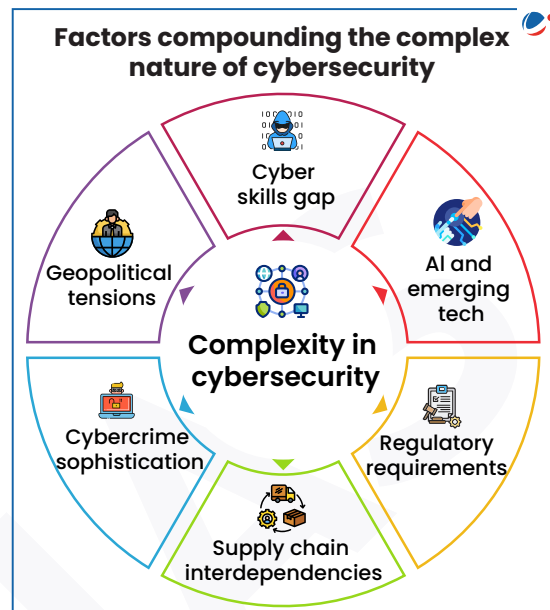 Factors compounding the complex
nature of cybersecurity
Cyber
skills gap
AI and
emerging
tech
Regulatory
requirements
Supply chain
interdependencies
Cybercrime
sophistication
Geopolitical
tensions
Complexity in
cybersecurity